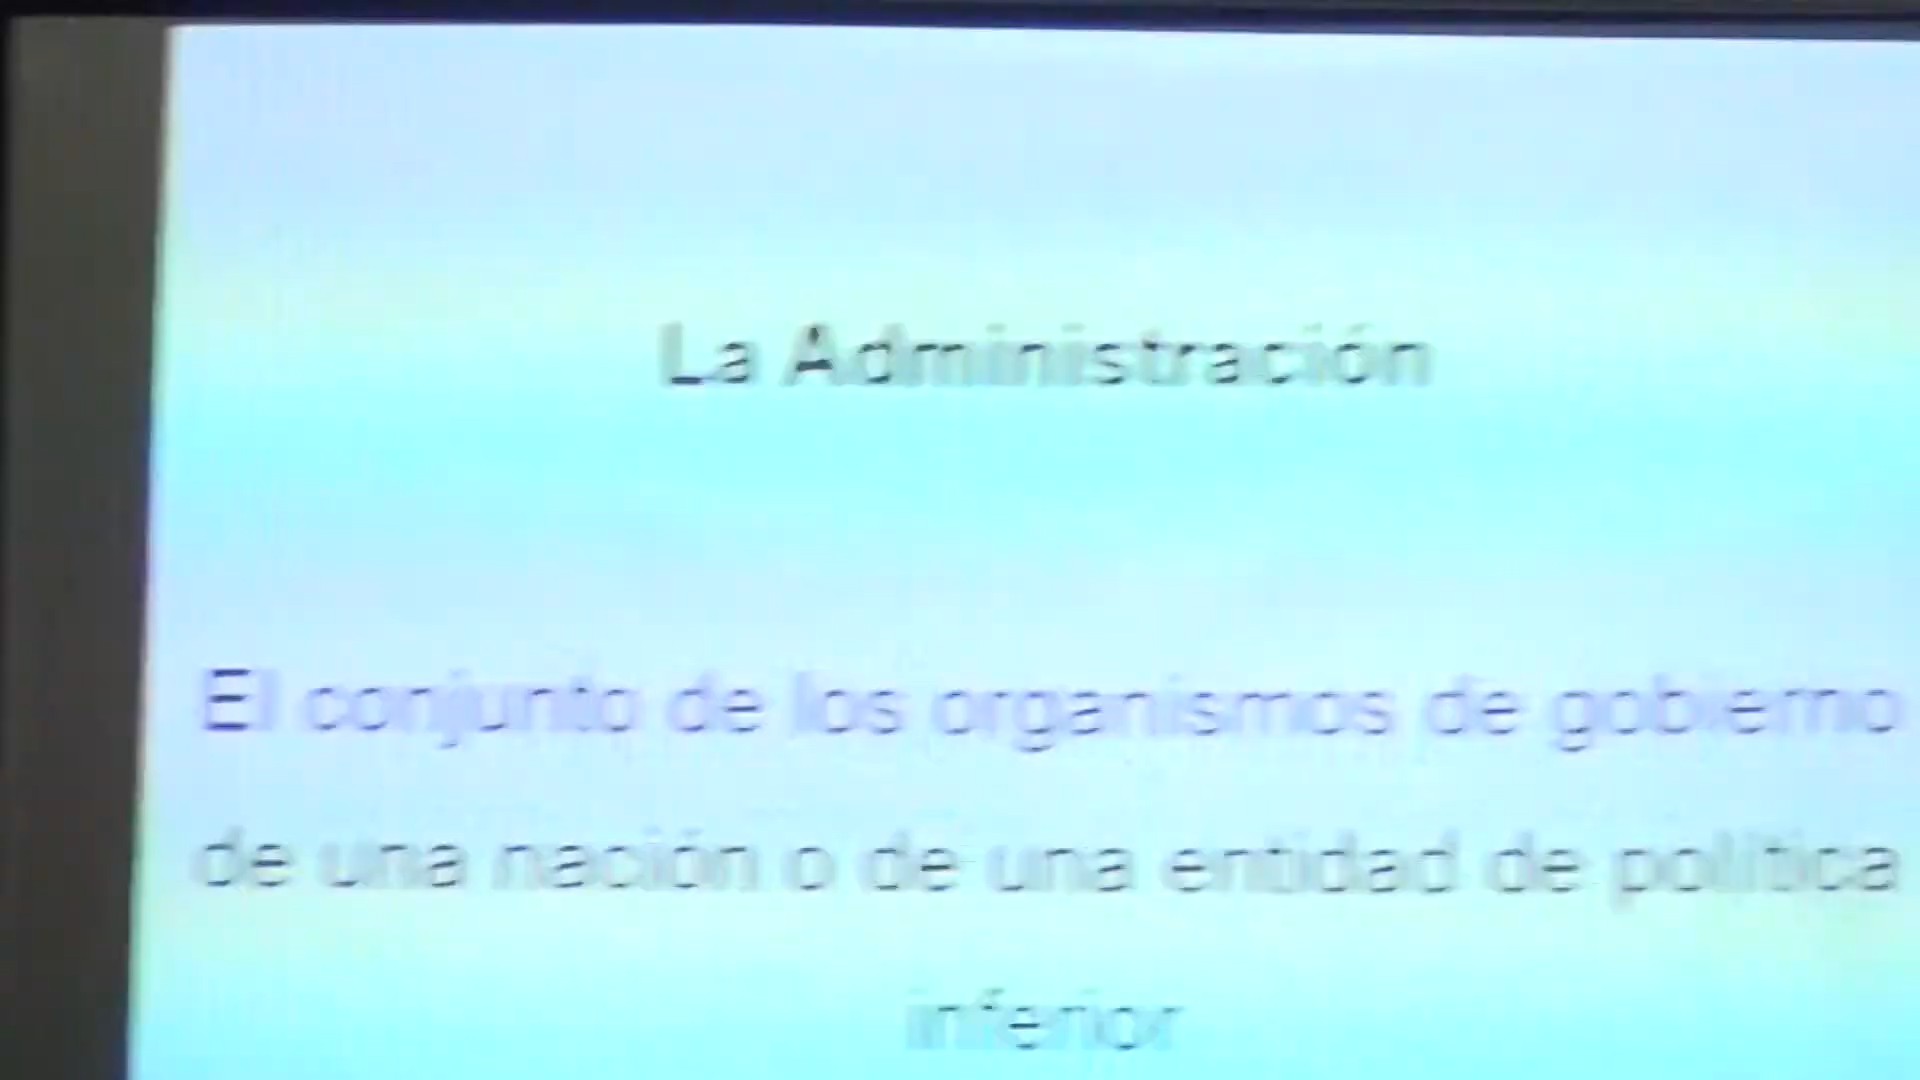 La Administración
El conjunto de los organismos de gobierno
de una nación o de una entidad de política
inferior